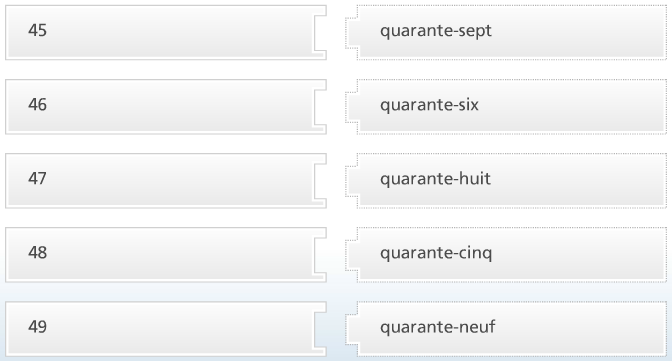 45 quarante-sept
46 quarante-six
47 quarante-huit
48 quarante-cinq
49 quarante-neuf